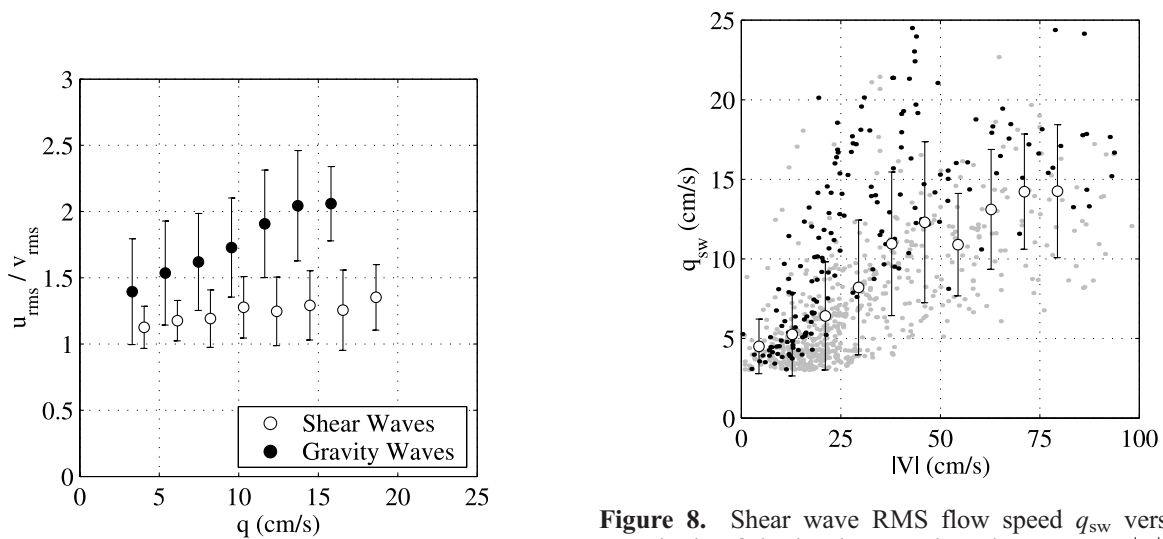 3
2.5
2
1.5
1
0.5
0
u_rms / v_rms
Shear Waves
Gravity Waves
0 5 10 15 20 25
q (cm/s)
25
20
15
10
5
0
q_sw (cm/s)
0 25 50 75 100
|V| (cm/s)
Figure 8. Shear wave RMS flow speed q_sw vers